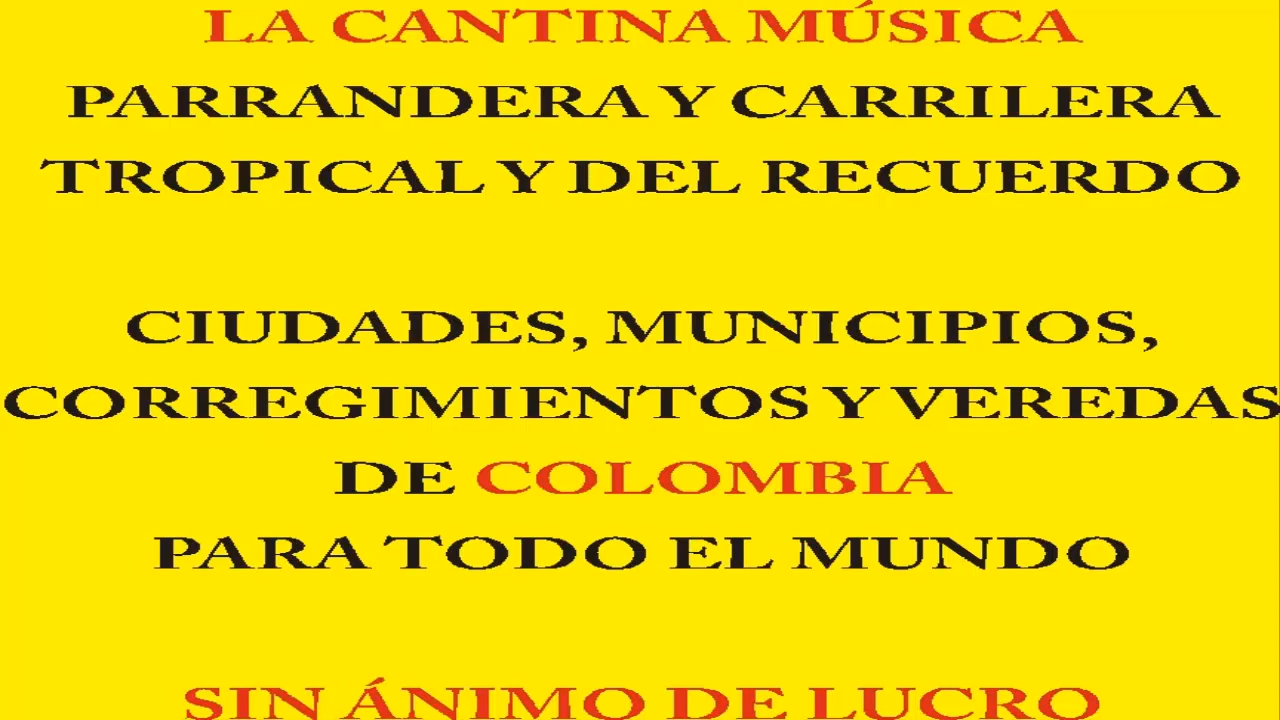 LA CANTINA MÚSICA
PARRANDERA Y CARRILERA
TROPICAL Y DEL RECUERDO
CIUDADES, MUNICIPIOS,
CORREGIMIENTOS Y VEREDAS
DE COLOMBIA
PARA TODO EL MUNDO
SIN ÁNIMO DE LUCRO